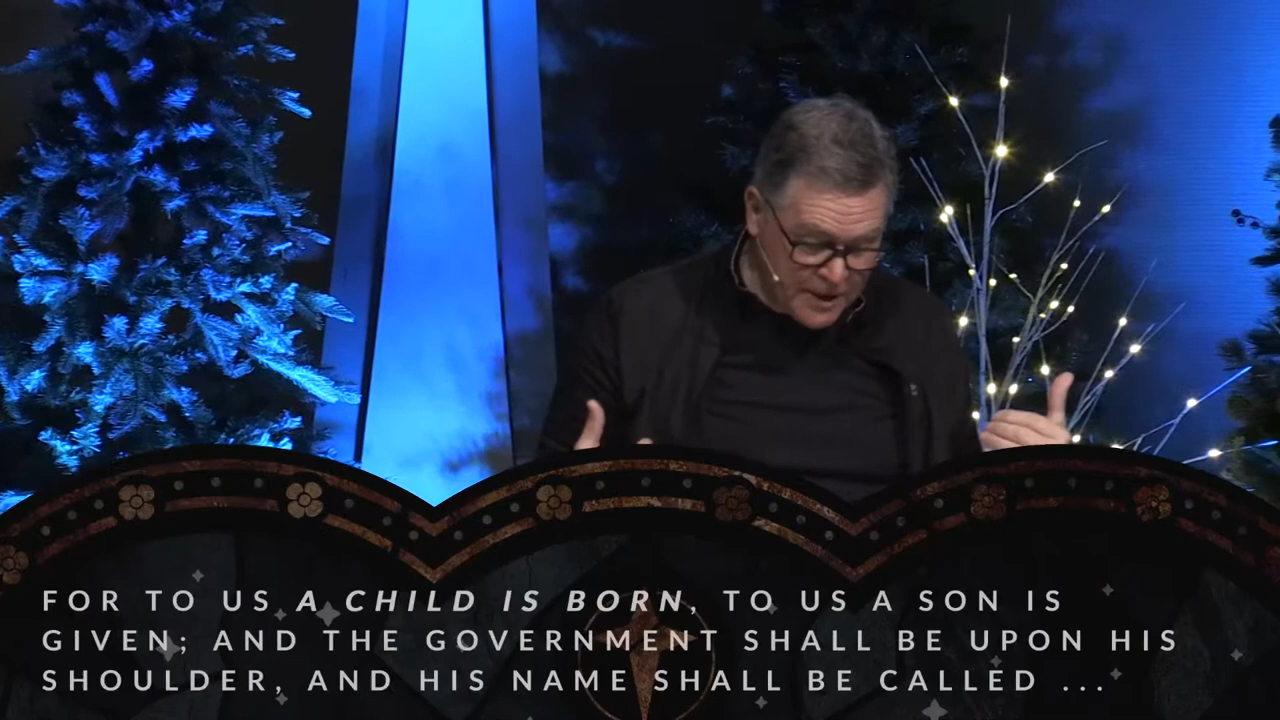 FOR TO US A CHILD IS BORN, TO US A SON IS
GIVEN; AND THE GOVERNMENT SHALL BE UPON HIS
SHOULDER, AND HIS NAME SHALL BE CALLED ...